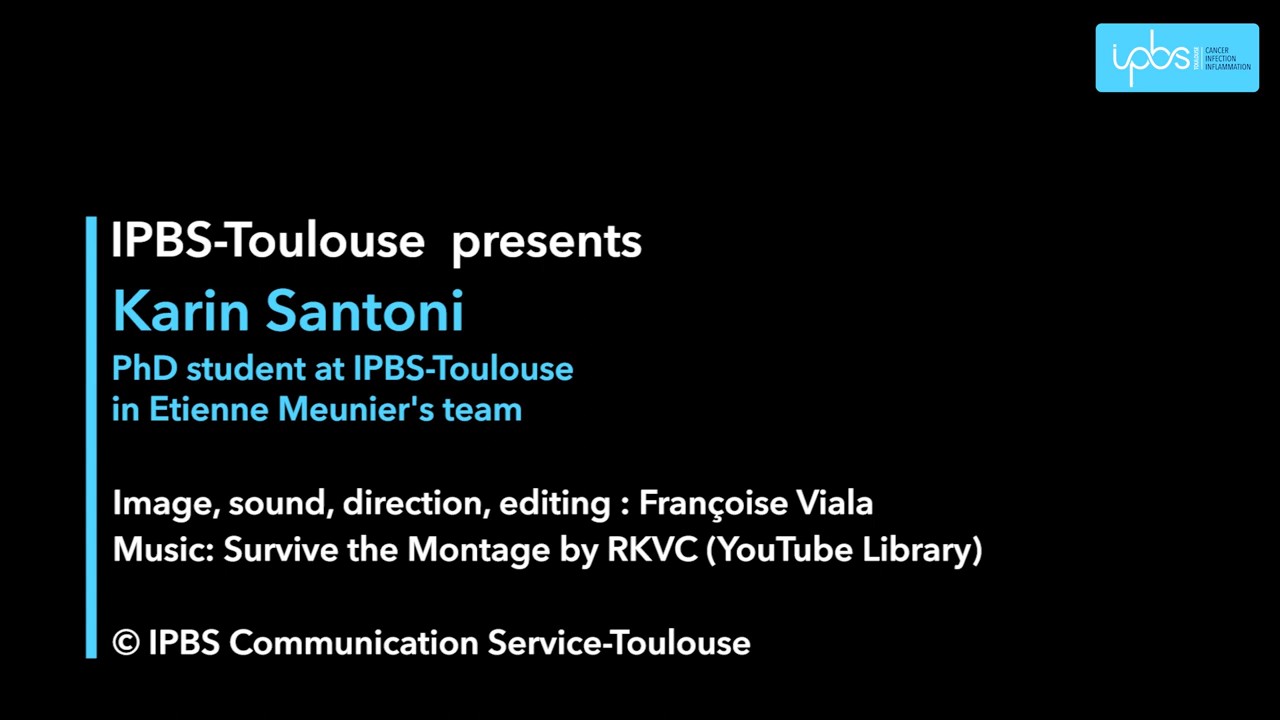 ipbs
TOULOUSE
CANCER
INFECTION
INFLAMMATION
IPBS-Toulouse presents
Karin Santoni
PhD student at IPBS-Toulouse
in Etienne Meunier's team
Image, sound, direction, editing : Françoise Viala
Music: Survive the Montage by RKVC (YouTube Library)
© IPBS Communication Service-Toulouse